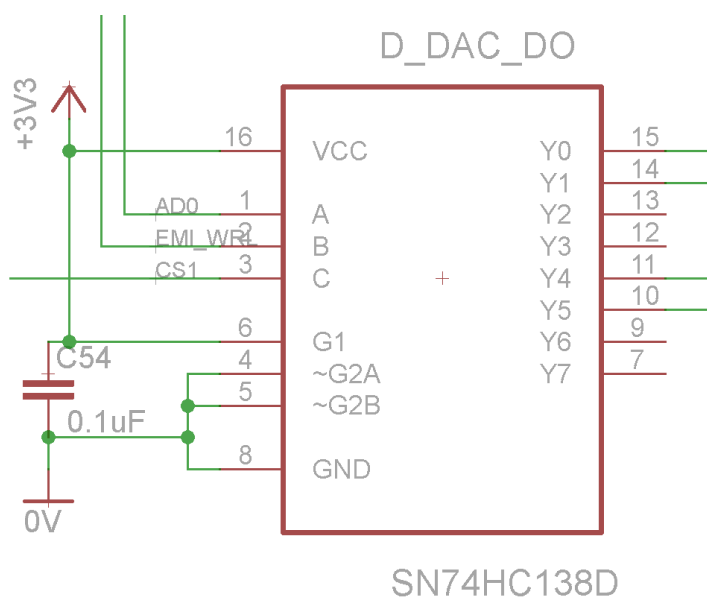 D_DAC_DO
+3V3
16 VCC Y0 15
Y1 14
AD0 1 A Y2 13
EMI_WRL 2 B Y3 12
CS1 3 C Y4 11
Y5 10
6 G1 Y6 9
C54 4 ~G2A Y7 7
5 ~G2B
0.1uF
8 GND
0V
SN74HC138D